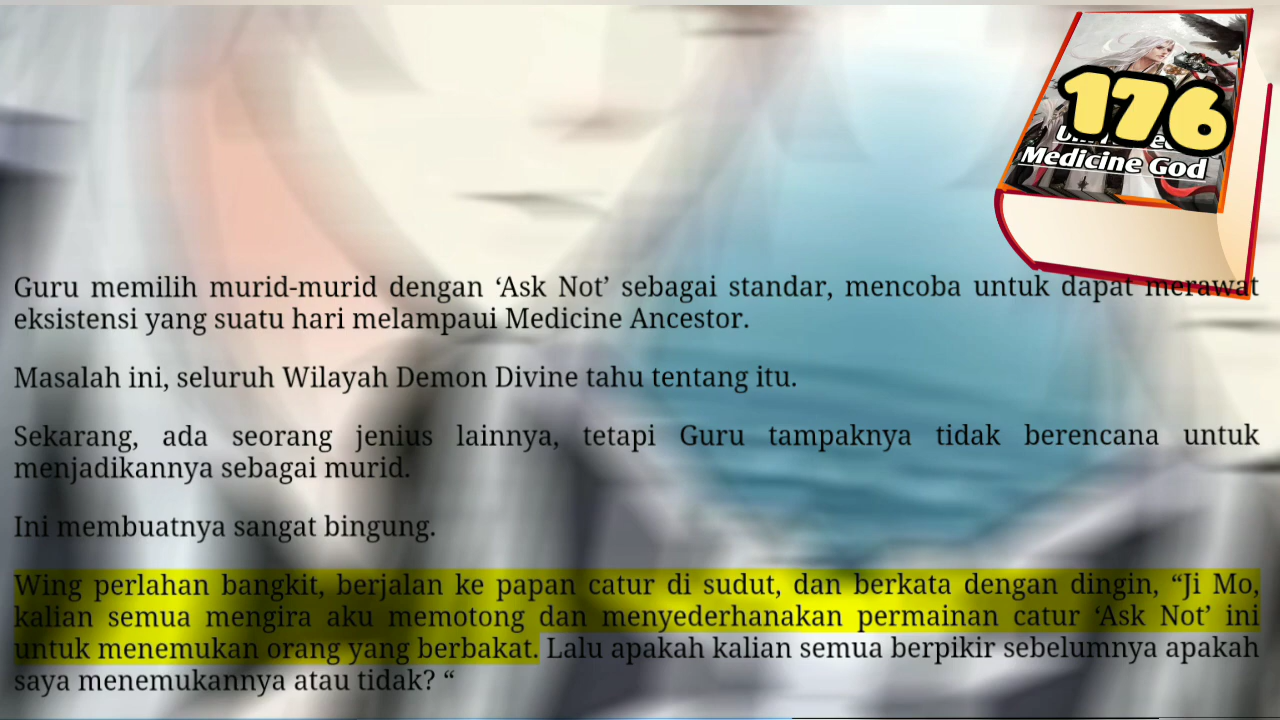 176
Medicine God
Guru memilih murid-murid dengan ‘Ask Not’ sebagai standar, mencoba untuk dapat merawat
eksistensi yang suatu hari melampaui Medicine Ancestor.
Masalah ini, seluruh Wilayah Demon Divine tahu tentang itu.
Sekarang, ada seorang jenius lainnya, tetapi Guru tampaknya tidak berencana untuk
menjadikannya sebagai murid.
Ini membuatnya sangat bingung.
Wing perlahan bangkit, berjalan ke papan catur di sudut, dan berkata dengan dingin, “Ji Mo,
kalian semua mengira aku memotong dan menyederhanakan permainan catur ‘Ask Not’ ini
untuk menemukan orang yang berbakat. Lalu apakah kalian semua berpikir sebelumnya apakah
saya menemukannya atau tidak? “